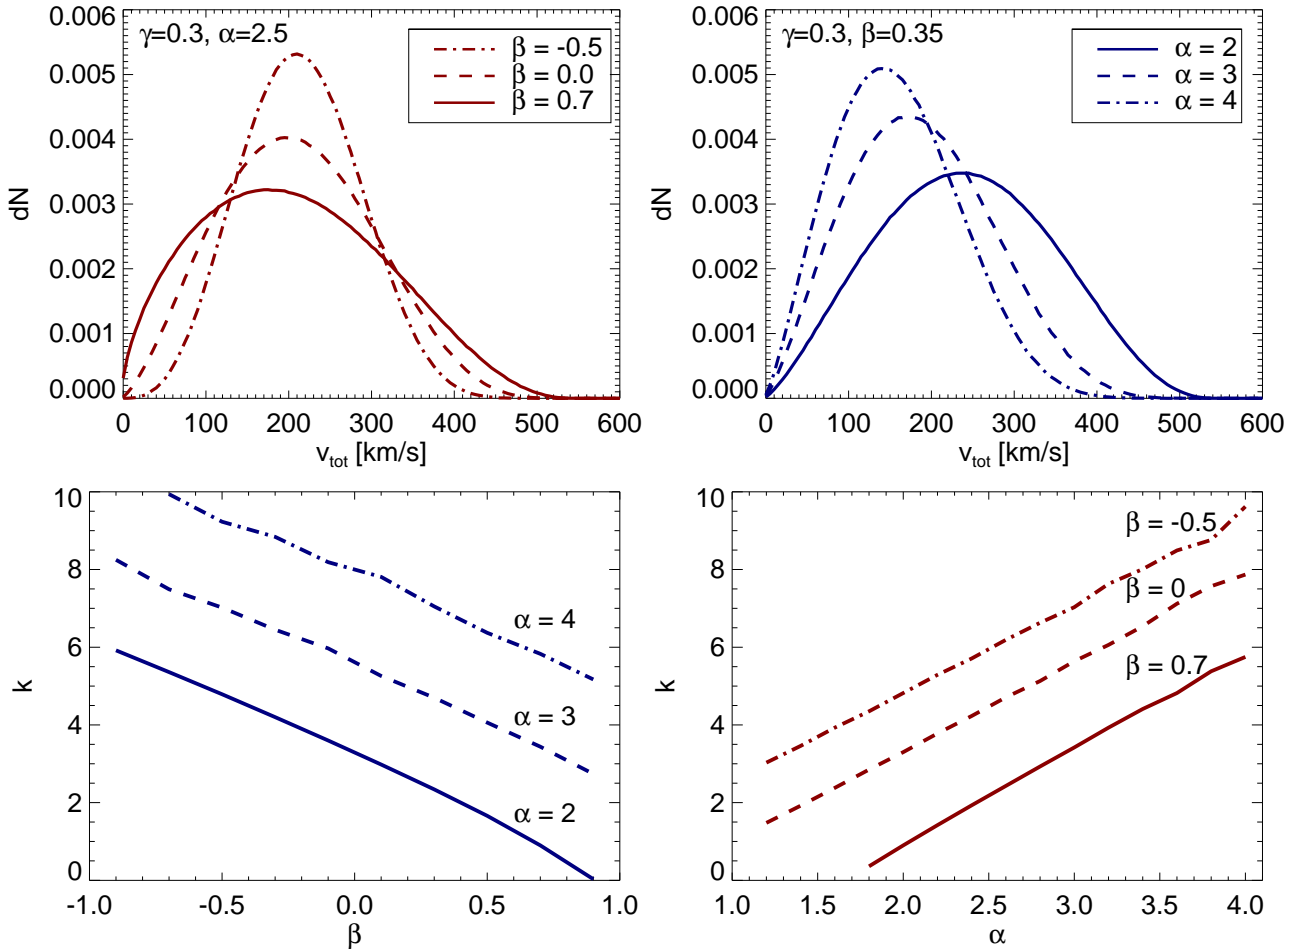 γ=0.3, α=2.5
β = -0.5
β = 0.0
β = 0.7
0.006
0.005
0.004
0.003
0.002
0.001
0.000
dN
0 100 200 300 400 500 600
v_tot [km/s]
γ=0.3, β=0.35
α = 2
α = 3
α = 4
0.006
0.005
0.004
0.003
0.002
0.001
0.000
dN
0 100 200 300 400 500 600
v_tot [km/s]
10
8
6
4
2
0
k
α = 4
α = 3
α = 2
-1.0 -0.5 0.0 0.5 1.0
β
10
8
6
4
2
0
k
β = -0.5
β = 0
β = 0.7
1.0 1.5 2.0 2.5 3.0 3.5 4.0
α